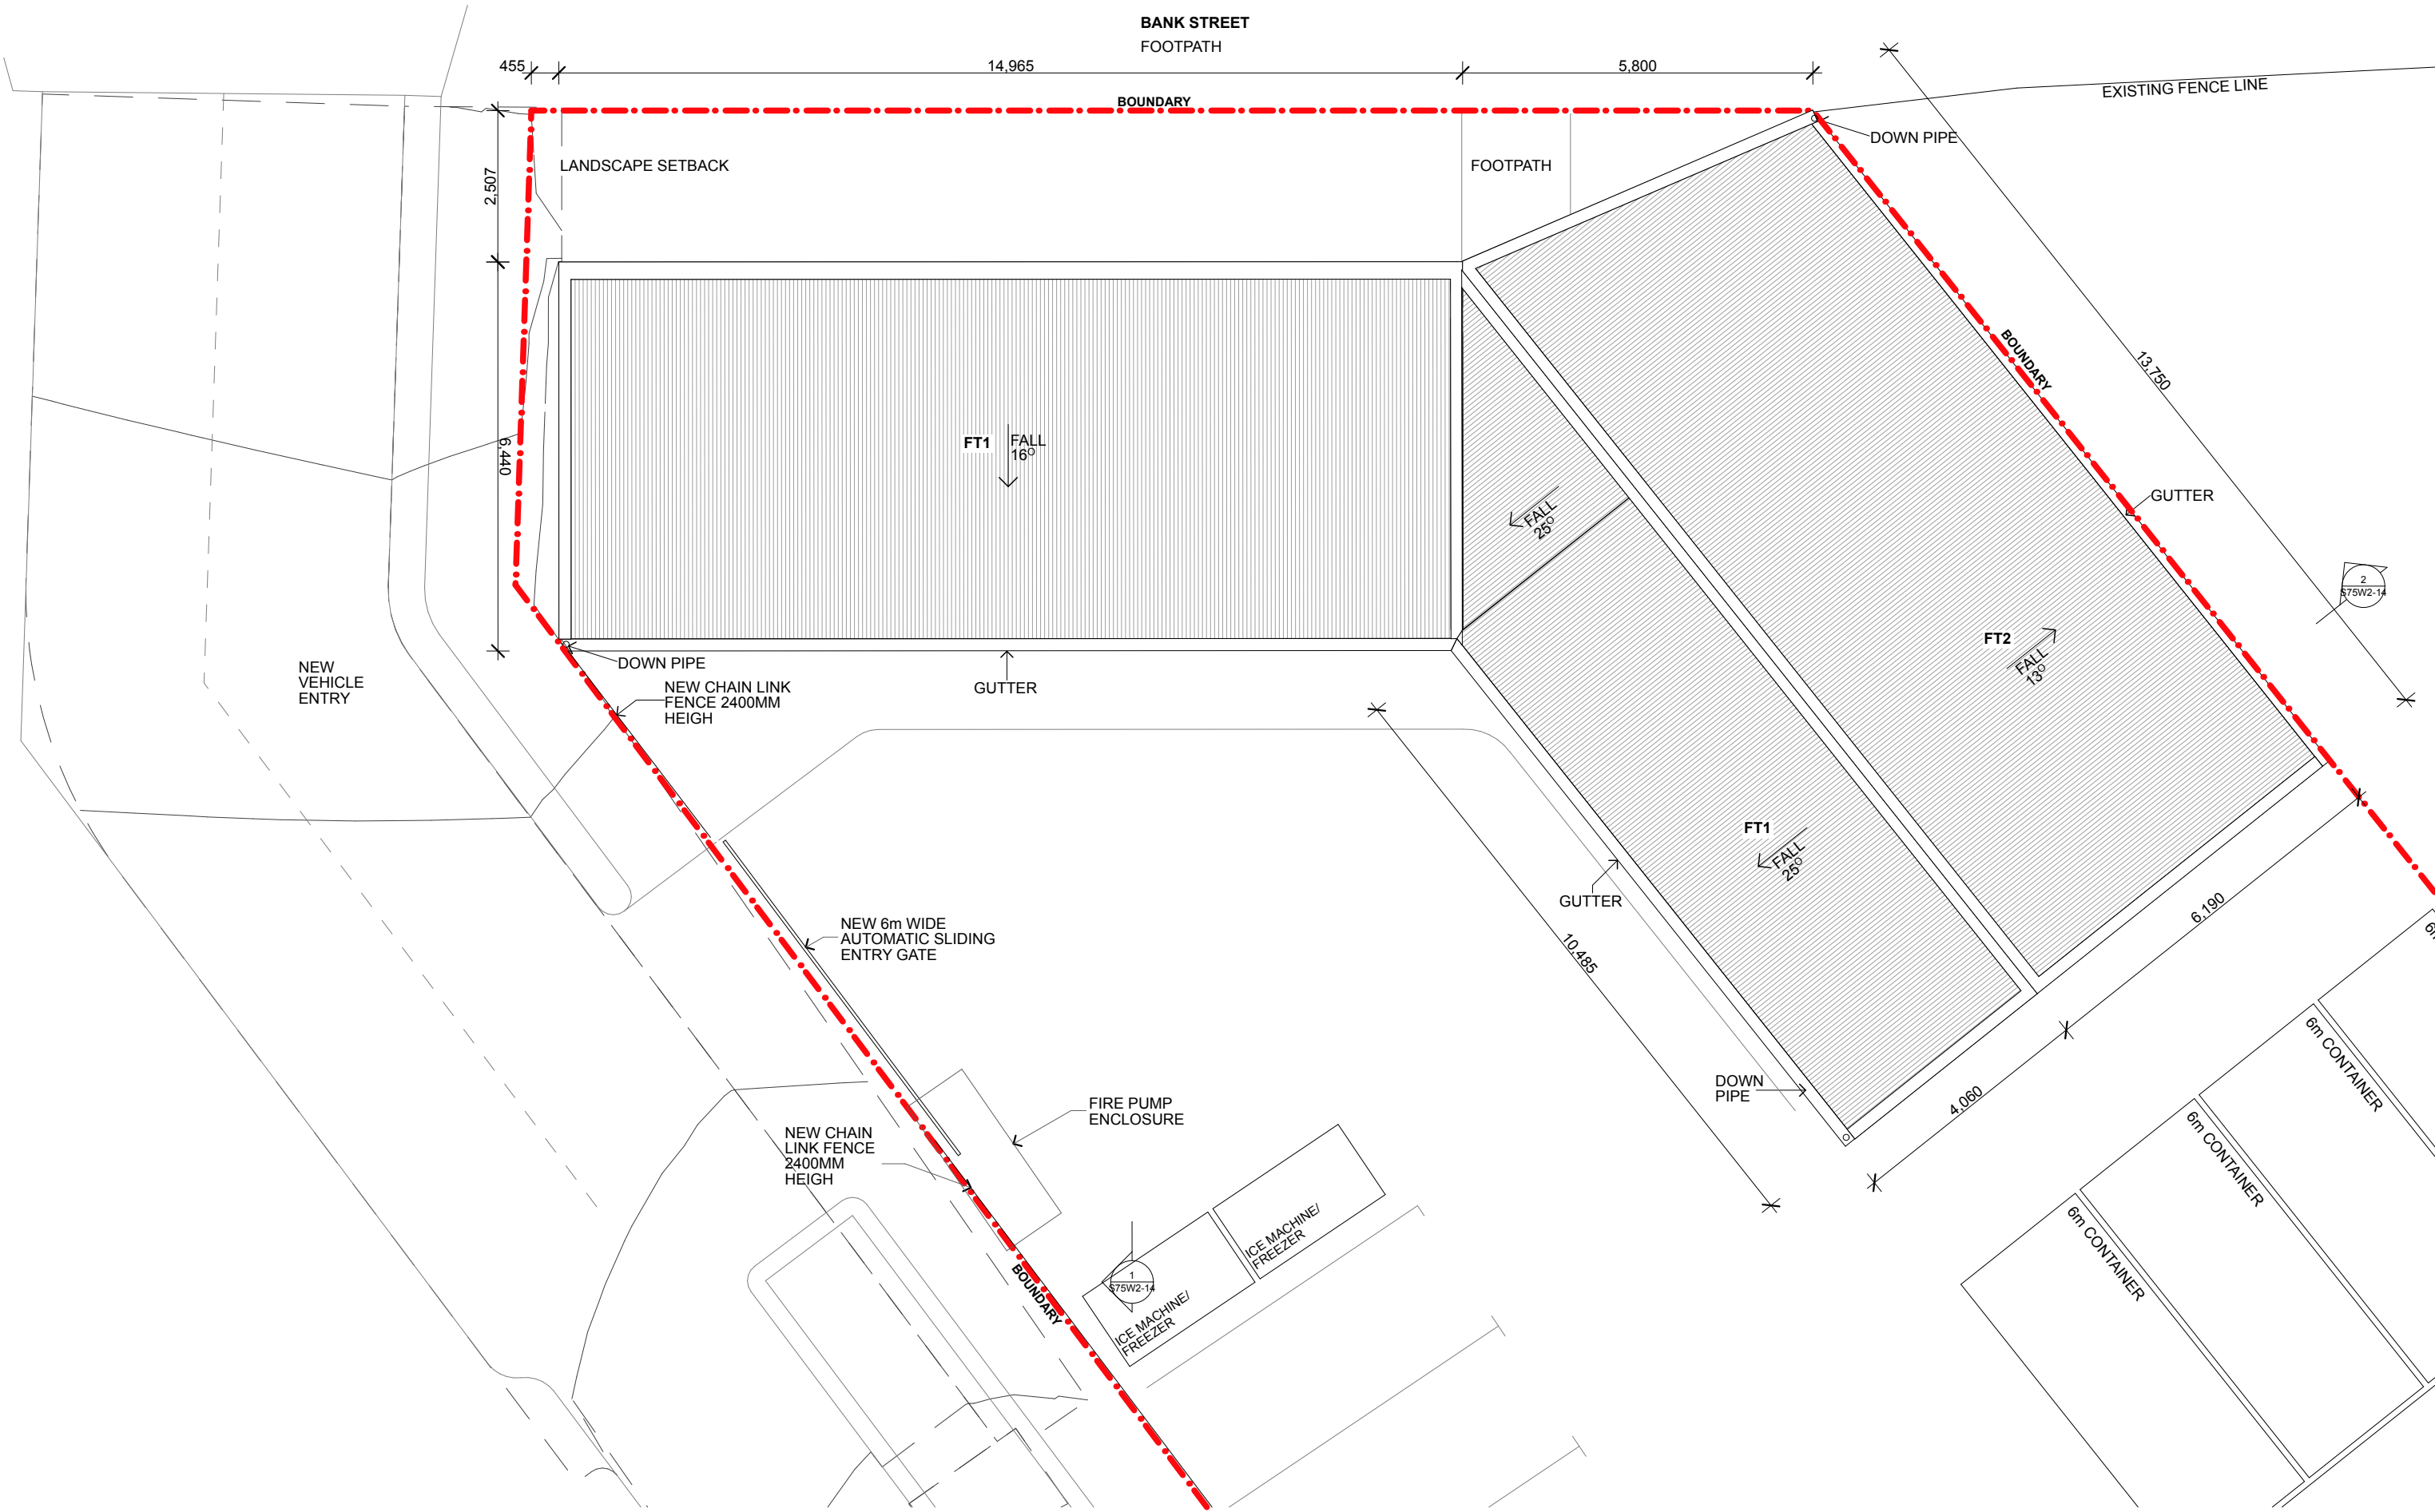 BANK STREET
FOOTPATH
455
14,965
5,800
EXISTING FENCE LINE
BOUNDARY
DOWN PIPE
LANDSCAPE SETBACK
FOOTPATH
2,507
BOUNDARY
13,750
6,440
FT1
FALL
16O
GUTTER
FALL
25O
2
S75W2-14
FT2
FALL
13O
NEW
VEHICLE
ENTRY
DOWN PIPE
NEW CHAIN LINK
FENCE 2400MM
HEIGH
GUTTER
FT1
FALL
25O
GUTTER
6,190
NEW 6m WIDE
AUTOMATIC SLIDING
ENTRY GATE
10,485
DOWN
PIPE
4,060
6m CONTAINER
6m CONTAINER
6m CONTAINER
FIRE PUMP
ENCLOSURE
NEW CHAIN
LINK FENCE
2400MM
HEIGH
ICE MACHINE/
FREEZER
1
S75W2-14
ICE MACHINE/
FREEZER
BOUNDARY